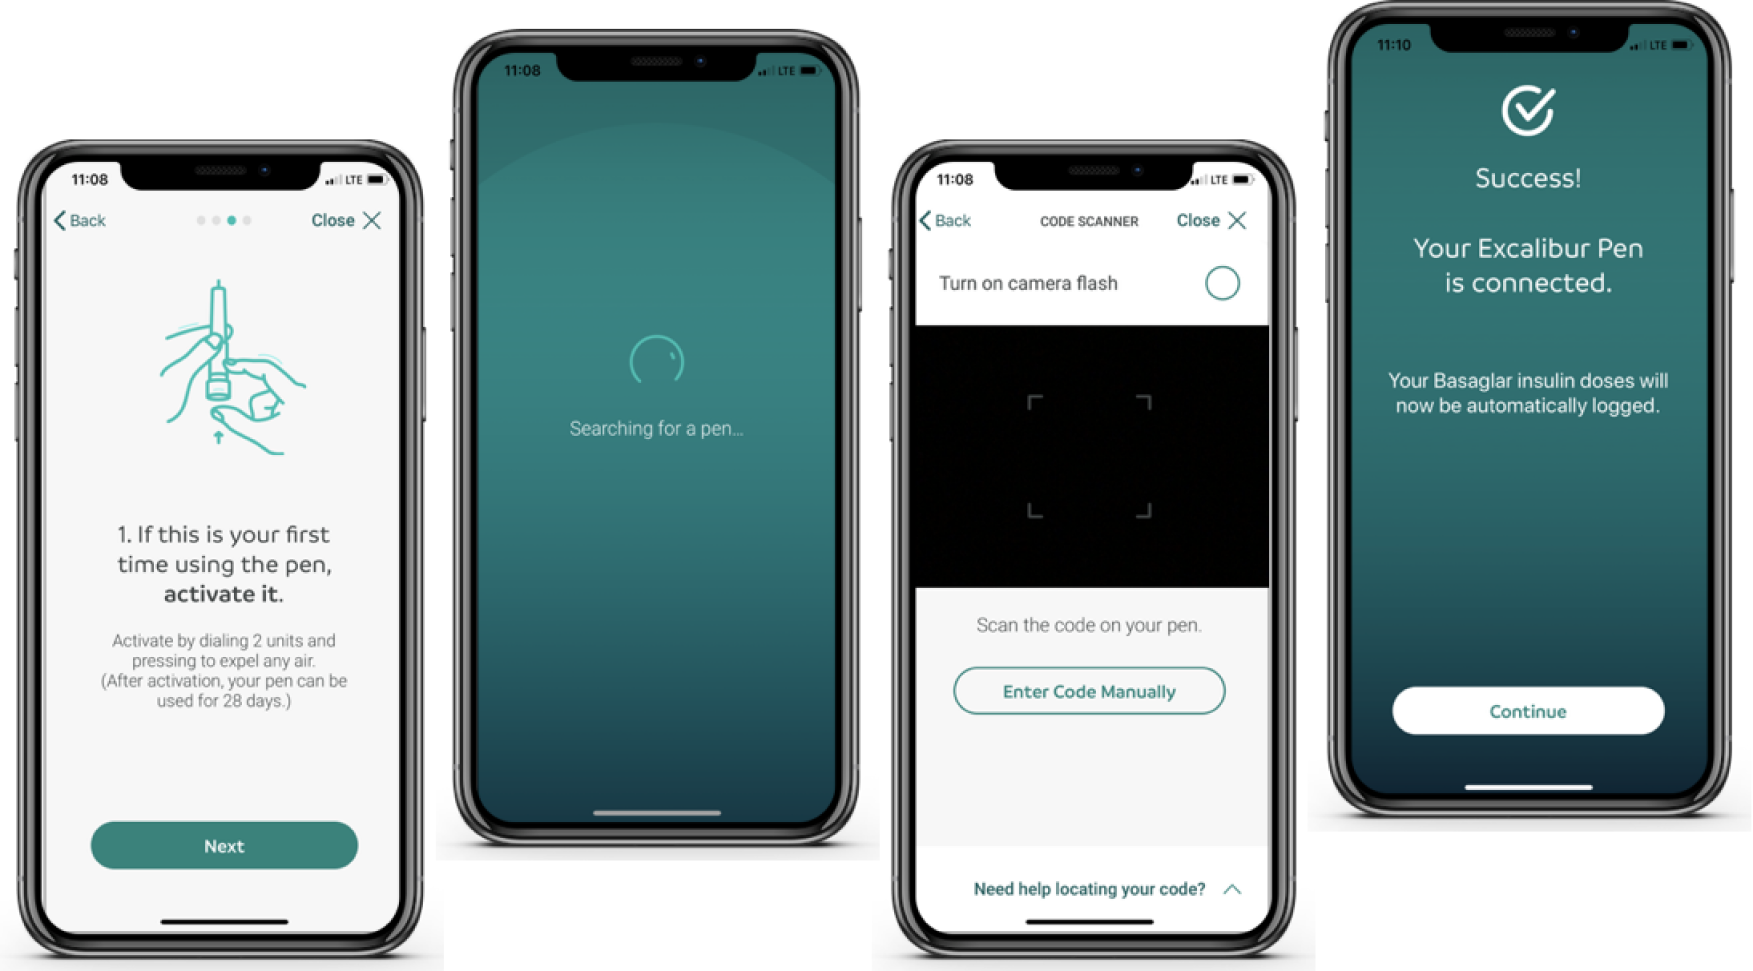 11:08
LTE
Back
Close
1. If this is your first
time using the pen,
activate it.
Activate by dialing 2 units and
pressing to expel any air.
(After activation, your pen can be
used for 28 days.)
Next
11:08
LTE
Searching for a pen...
11:08
LTE
Back
CODE SCANNER
Close
Turn on camera flash
Scan the code on your pen.
Enter Code Manually
Need help locating your code?
11:10
LTE
Success!
Your Excalibur Pen
is connected.
Your Basaglar insulin doses will
now be automatically logged.
Continue